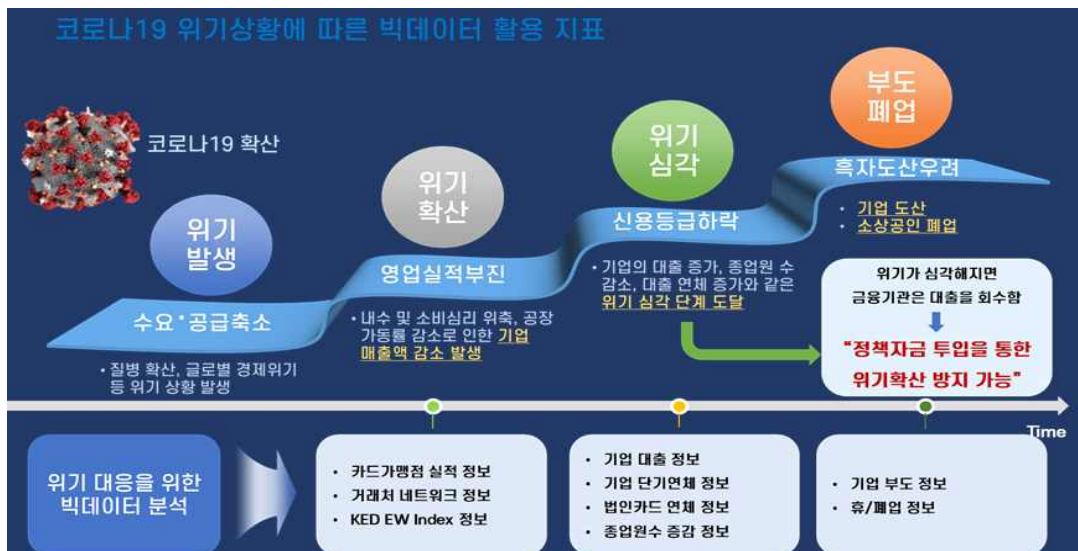 코로나19 위기상황에 따른 빅데이터 활용 지표
코로나19 확산
위기
발생
수요·공급축소
• 질병 확산, 글로벌 경제위기
등 위기 상황 발생
위기
확산
영업실적부진
• 내수 및 소비심리 위축, 공장
가동률 감소로 인한 기업
매출액 감소 발생
위기
심각
신용등급하락
• 기업의 대출 증가, 종업원 수
감소, 대출 연체 증가와 같은
위기 심각 단계 도달
부도
폐업
흑자도산우려
• 기업 도산
• 소상공인 폐업
위기가 심각해지면
금융기관은 대출을 회수함
“정책자금 투입을 통한
위기확산 방지 가능”
Time
위기 대응을 위한
빅데이터 분석
• 카드가맹점 실적 정보
• 거래처 네트워크 정보
• KED EW Index 정보
• 기업 대출 정보
• 기업 단기연체 정보
• 법인카드 연체 정보
• 종업원수 증감 정보
• 기업 부도 정보
• 휴/폐업 정보